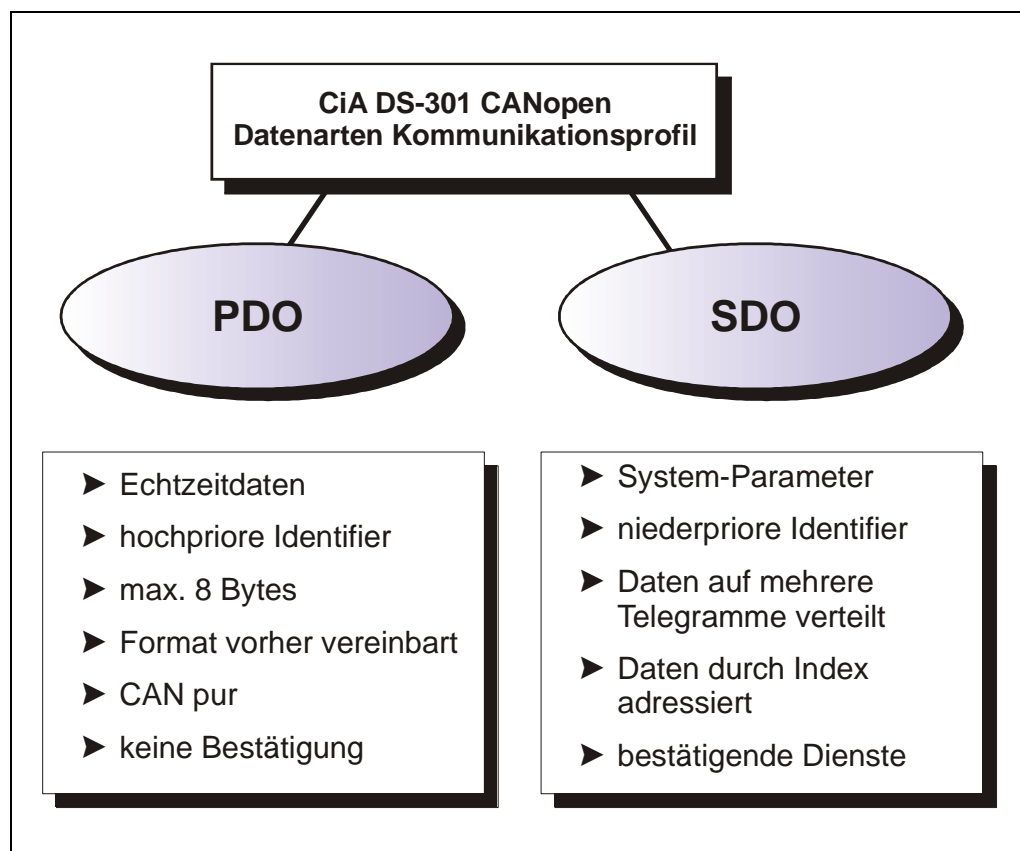 CiA DS-301 CANopen
Datenarten Kommunikationsprofil
PDO
SDO
➤ Echtzeitdaten
➤ hochpriore Identifier
➤ max. 8 Bytes
➤ Format vorher vereinbart
➤ CAN pur
➤ keine Bestätigung
➤ System-Parameter
➤ niederpriore Identifier
➤ Daten auf mehrere
Telegramme verteilt
➤ Daten durch Index
adressiert
➤ bestätigende Dienste